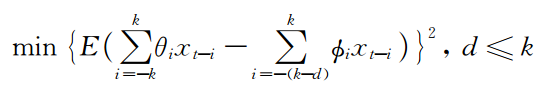 min {E(∑_{i=-k}^{k} θ_i x_{t-i} - ∑_{i=-(k-d)}^{k} ϕ_i x_{t-i})}^2, d ⩽ k